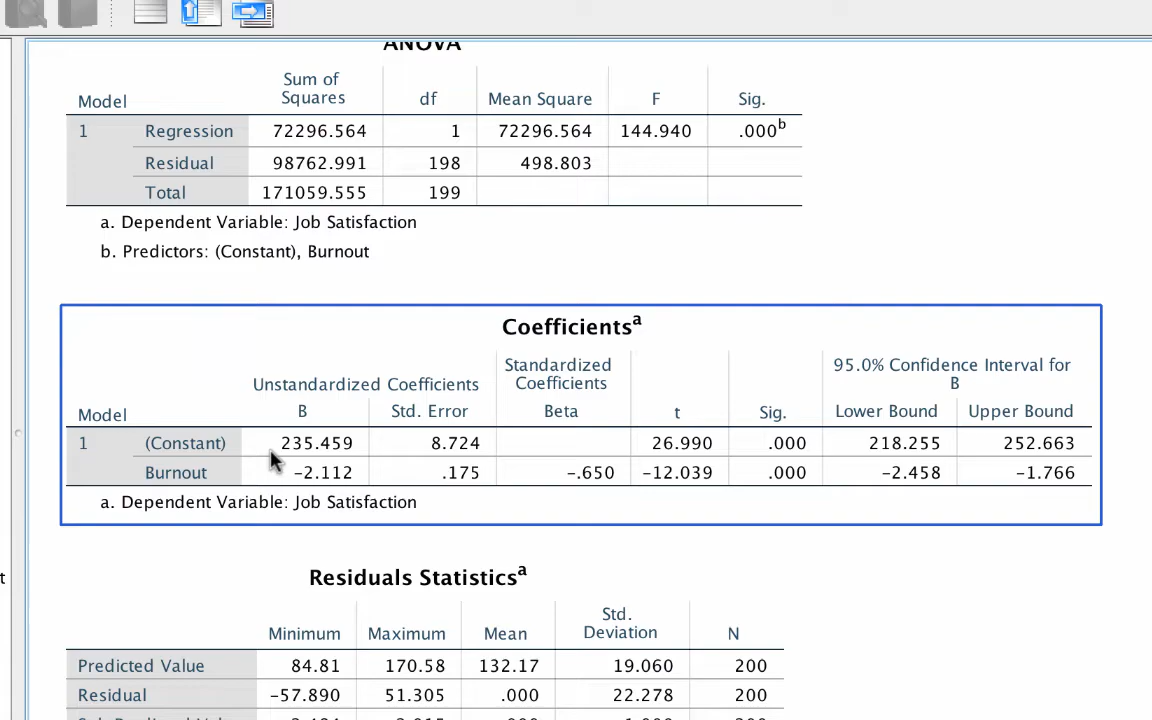 ANOVA
Sum of Squares
Model df Mean Square F Sig.
1 Regression 72296.564 1 72296.564 144.940 .000b
Residual 98762.991 198 498.803
Total 171059.555 199
a. Dependent Variable: Job Satisfaction
b. Predictors: (Constant), Burnout
Coefficientsa
Unstandardized Coefficients Standardized Coefficients 95.0% Confidence Interval for B
Model B Std. Error Beta t Sig. Lower Bound Upper Bound
1 (Constant) 235.459 8.724 26.990 .000 218.255 252.663
Burnout -2.112 .175 -.650 -12.039 .000 -2.458 -1.766
a. Dependent Variable: Job Satisfaction
t
Residuals Statisticsa
Minimum Maximum Mean Std. Deviation N
Predicted Value 84.81 170.58 132.17 19.060 200
Residual -57.890 51.305 .000 22.278 200